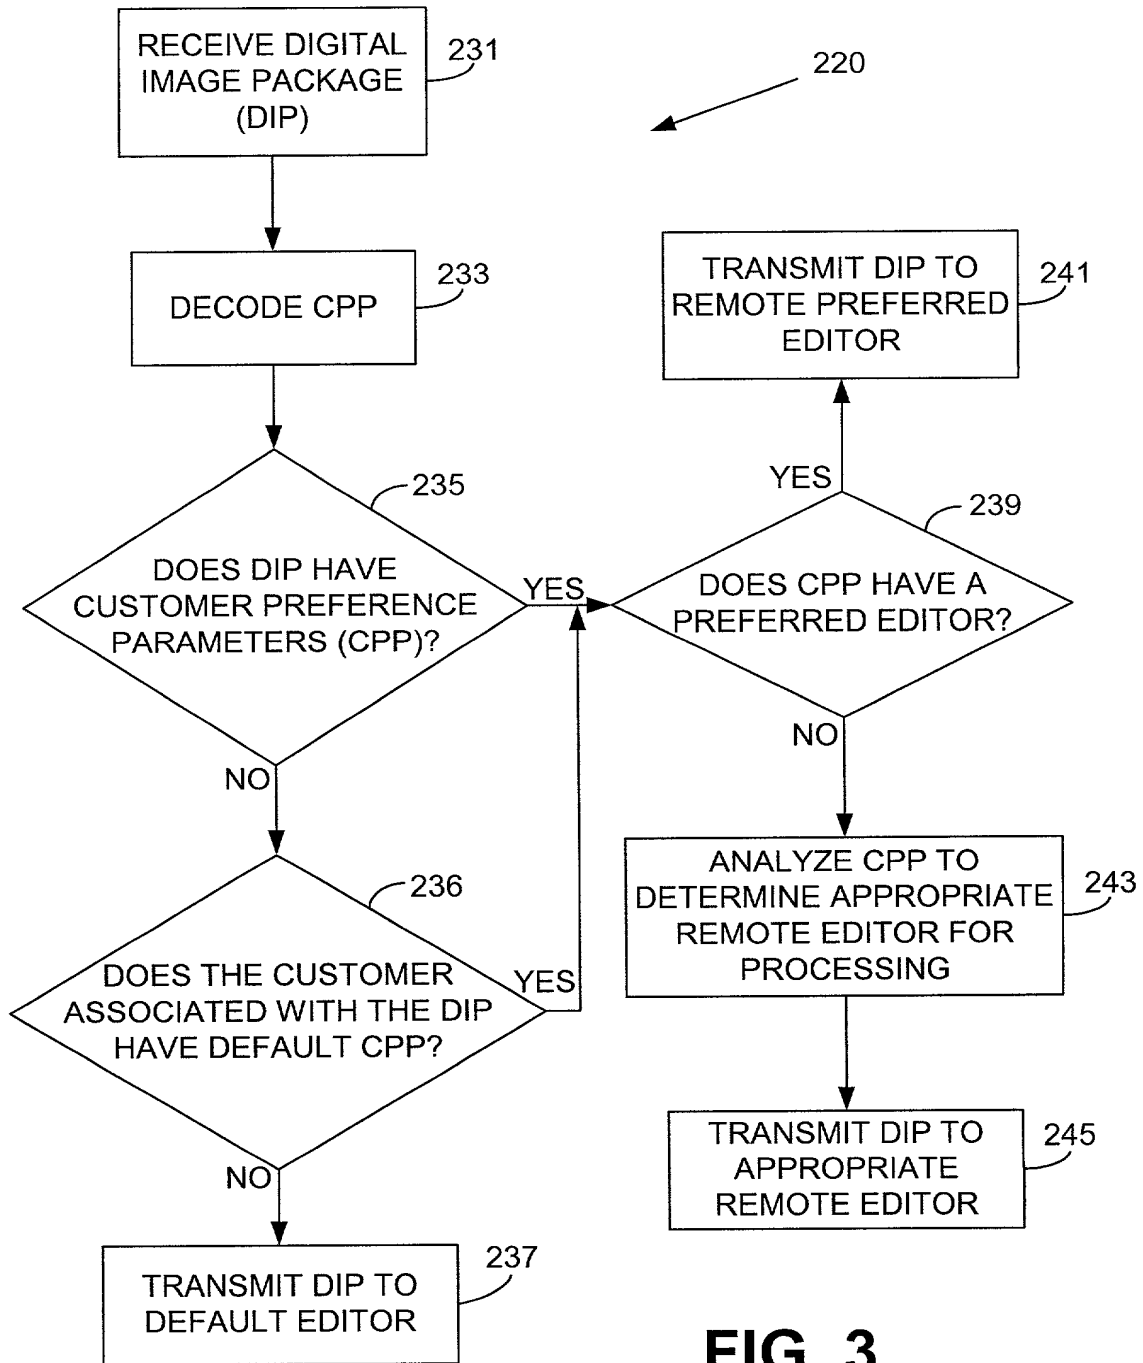 RECEIVE DIGITAL
IMAGE PACKAGE
(DIP)
231
220
DECODE CPP
233
TRANSMIT DIP TO
REMOTE PREFERRED
EDITOR
241
YES
235
239
DOES DIP HAVE
CUSTOMER PREFERENCE
PARAMETERS (CPP)?
YES
DOES CPP HAVE A
PREFERRED EDITOR?
NO
NO
236
ANALYZE CPP TO
DETERMINE APPROPRIATE
REMOTE EDITOR FOR
PROCESSING
243
DOES THE CUSTOMER
ASSOCIATED WITH THE DIP
HAVE DEFAULT CPP?
YES
NO
TRANSMIT DIP TO
APPROPRIATE
REMOTE EDITOR
245
TRANSMIT DIP TO
DEFAULT EDITOR
237
FIG. 3